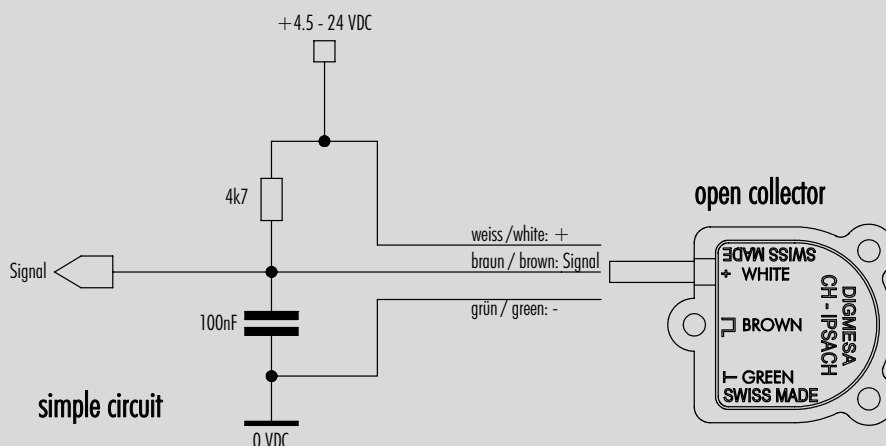 +4.5 - 24 VDC
4k7
open collector
weiss/white: +
braun / brown: Signal
Signal
grün / green: -
100nF
simple circuit
0 VDC
SWISS MADE
+ WHITE
BROWN
GREEN
SWISS MADE
DIGMESA
CH - IPSACH